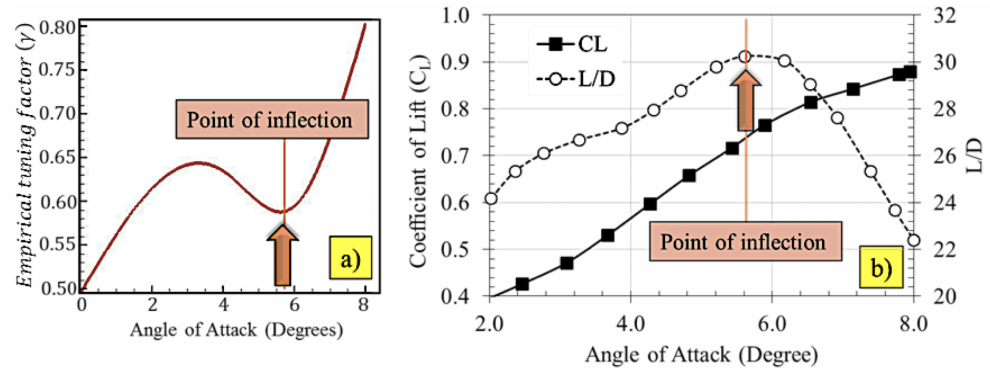 Empirical tuning factor (γ)
0.80
0.70
0.65
0.60
0.55
0.50
Point of inflection
a)
0
2
4
6
8
Angle of Attack (Degrees)
Coefficient of Lift (CL)
1.0
0.9
0.8
0.7
0.6
0.5
0.4
CL
L/D
Point of inflection
b)
2.0
4.0
6.0
8.0
Angle of Attack (Degree)
32
30
28
26
24
22
20
L/D